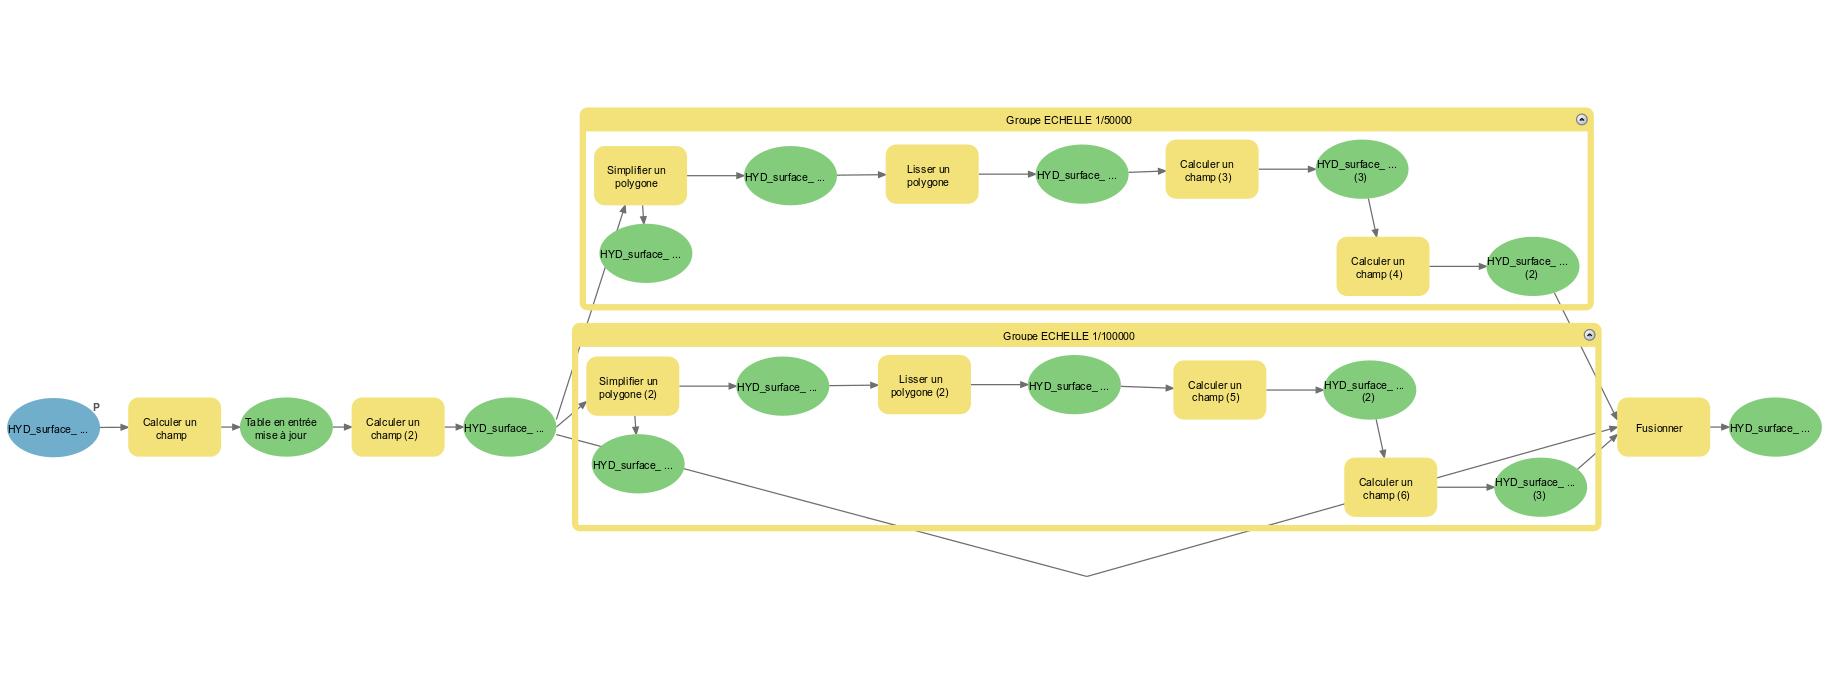 Groupe ECHELLE 1/50000
Simplifier un
polygone
HYD_surface_ ...
Lisser un
polygone
HYD_surface_ ...
Calculer un
champ (3)
HYD_surface_ ...
(3)
HYD_surface_ ...
Calculer un
champ (4)
HYD_surface_ ...
(2)
Groupe ECHELLE 1/100000
Simplifier un
polygone (2)
HYD_surface_ ...
Lisser un
polygone (2)
HYD_surface_ ...
Calculer un
champ (5)
HYD_surface_ ...
(2)
HYD_surface_ ...
Calculer un
champ (6)
HYD_surface_ ...
(3)
P
HYD_surface_ ...
Calculer un
champ
Table en entrée
mise à jour
Calculer un
champ (2)
HYD_surface_ ...
Fusionner
HYD_surface_ ...